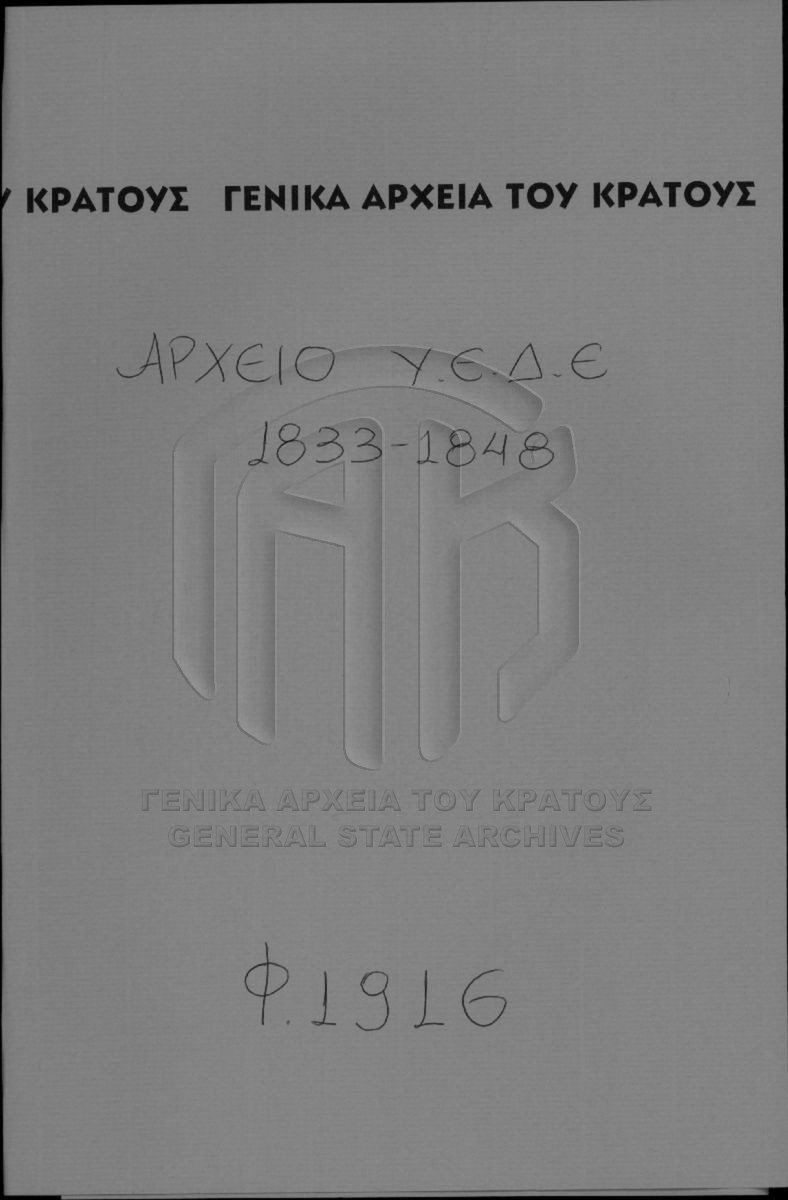 Υ ΚΡΑΤΟΥΣ ΓΕΝΙΚΑ ΑΡΧΕΙΑ ΤΟΥ ΚΡΑΤΟΥΣ
ΑΡΧΕΙΟ Υ.Ε.Δ.Ε
1833-1848
ΓΕΝΙΚΑ ΑΡΧΕΙΑ ΤΟΥ ΚΡΑΤΟΥΣ
GENERAL STATE ARCHIVES
Φ.1916